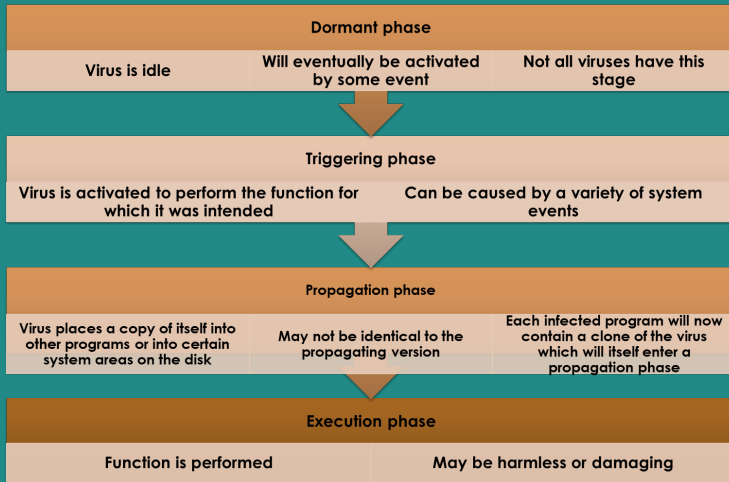 Dormant phase
Virus is idle
Will eventually be activated
by some event
Not all viruses have this
stage
Triggering phase
Virus is activated to perform the function for
which it was intended
Can be caused by a variety of system
events
Propagation phase
Virus places a copy of itself into
other programs or into certain
system areas on the disk
May not be identical to the
propagating version
Each infected program will now
contain a clone of the virus
which will itself enter a
propagation phase
Execution phase
Function is performed
May be harmless or damaging